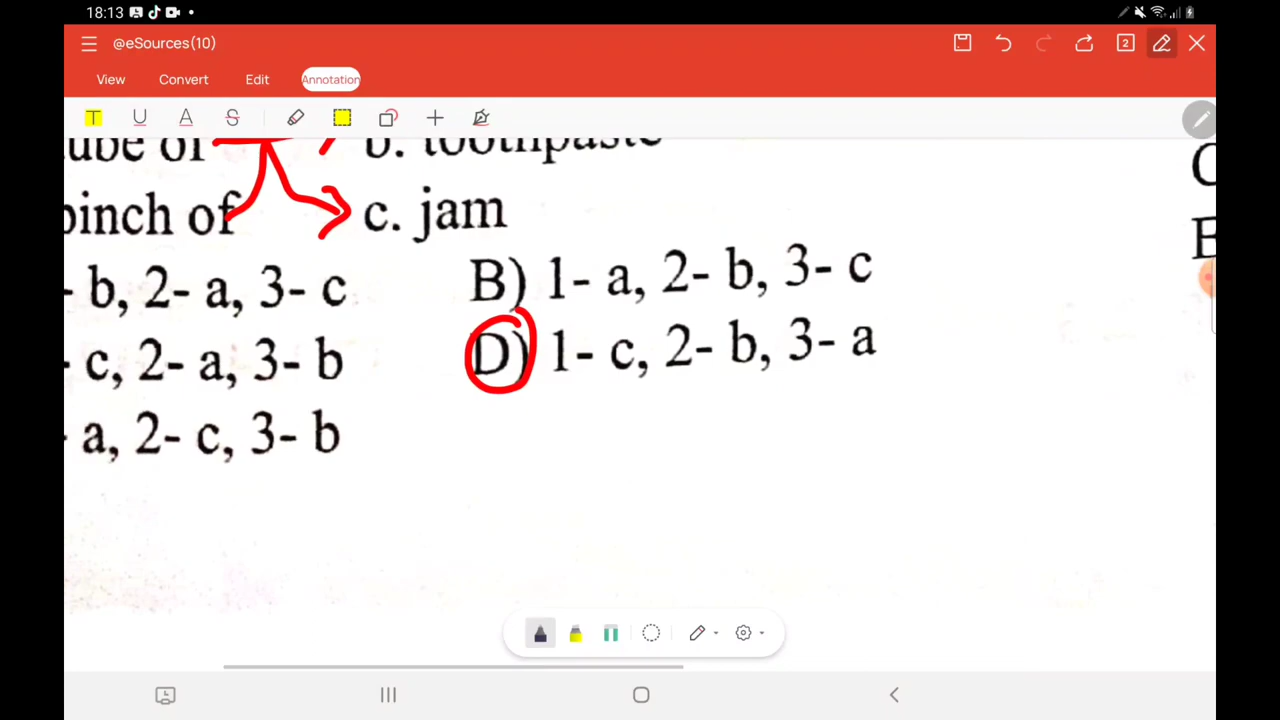 18:13
@eSources(10)
2
View Convert Edit Annotation
T U A S
tube of b. toothpaste
pinch of c. jam
- b, 2- a, 3- c B) 1- a, 2- b, 3- c
- c, 2- a, 3- b D) 1- c, 2- b, 3- a
- a, 2- c, 3- b